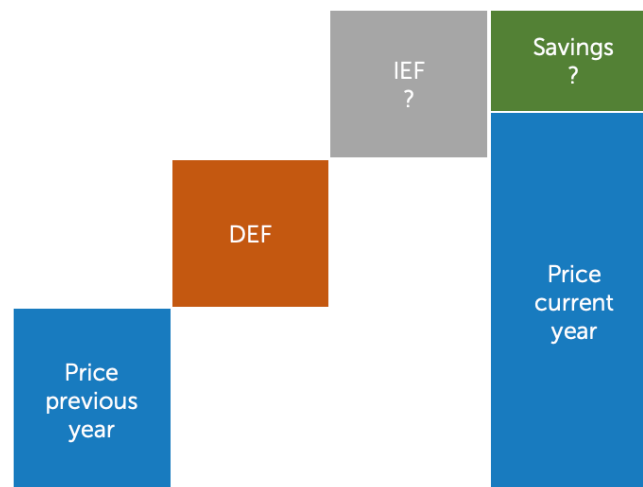 IEF
?
Savings
?
DEF
Price
previous
year
Price
current
year